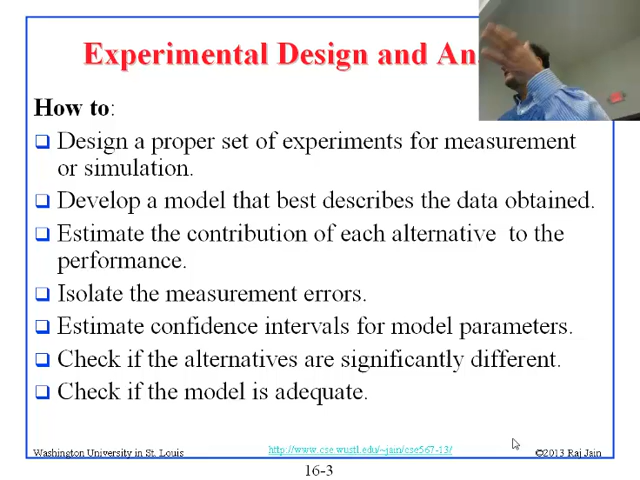 Experimental Design and An
How to:
Design a proper set of experiments for measurement
or simulation.
Develop a model that best describes the data obtained.
Estimate the contribution of each alternative to the
performance.
Isolate the measurement errors.
Estimate confidence intervals for model parameters.
Check if the alternatives are significantly different.
Check if the model is adequate.
Washington University in St. Louis
http://www.cse.wustl.edu/~jain/cse567-13/
©2013 Raj Jain
16-3